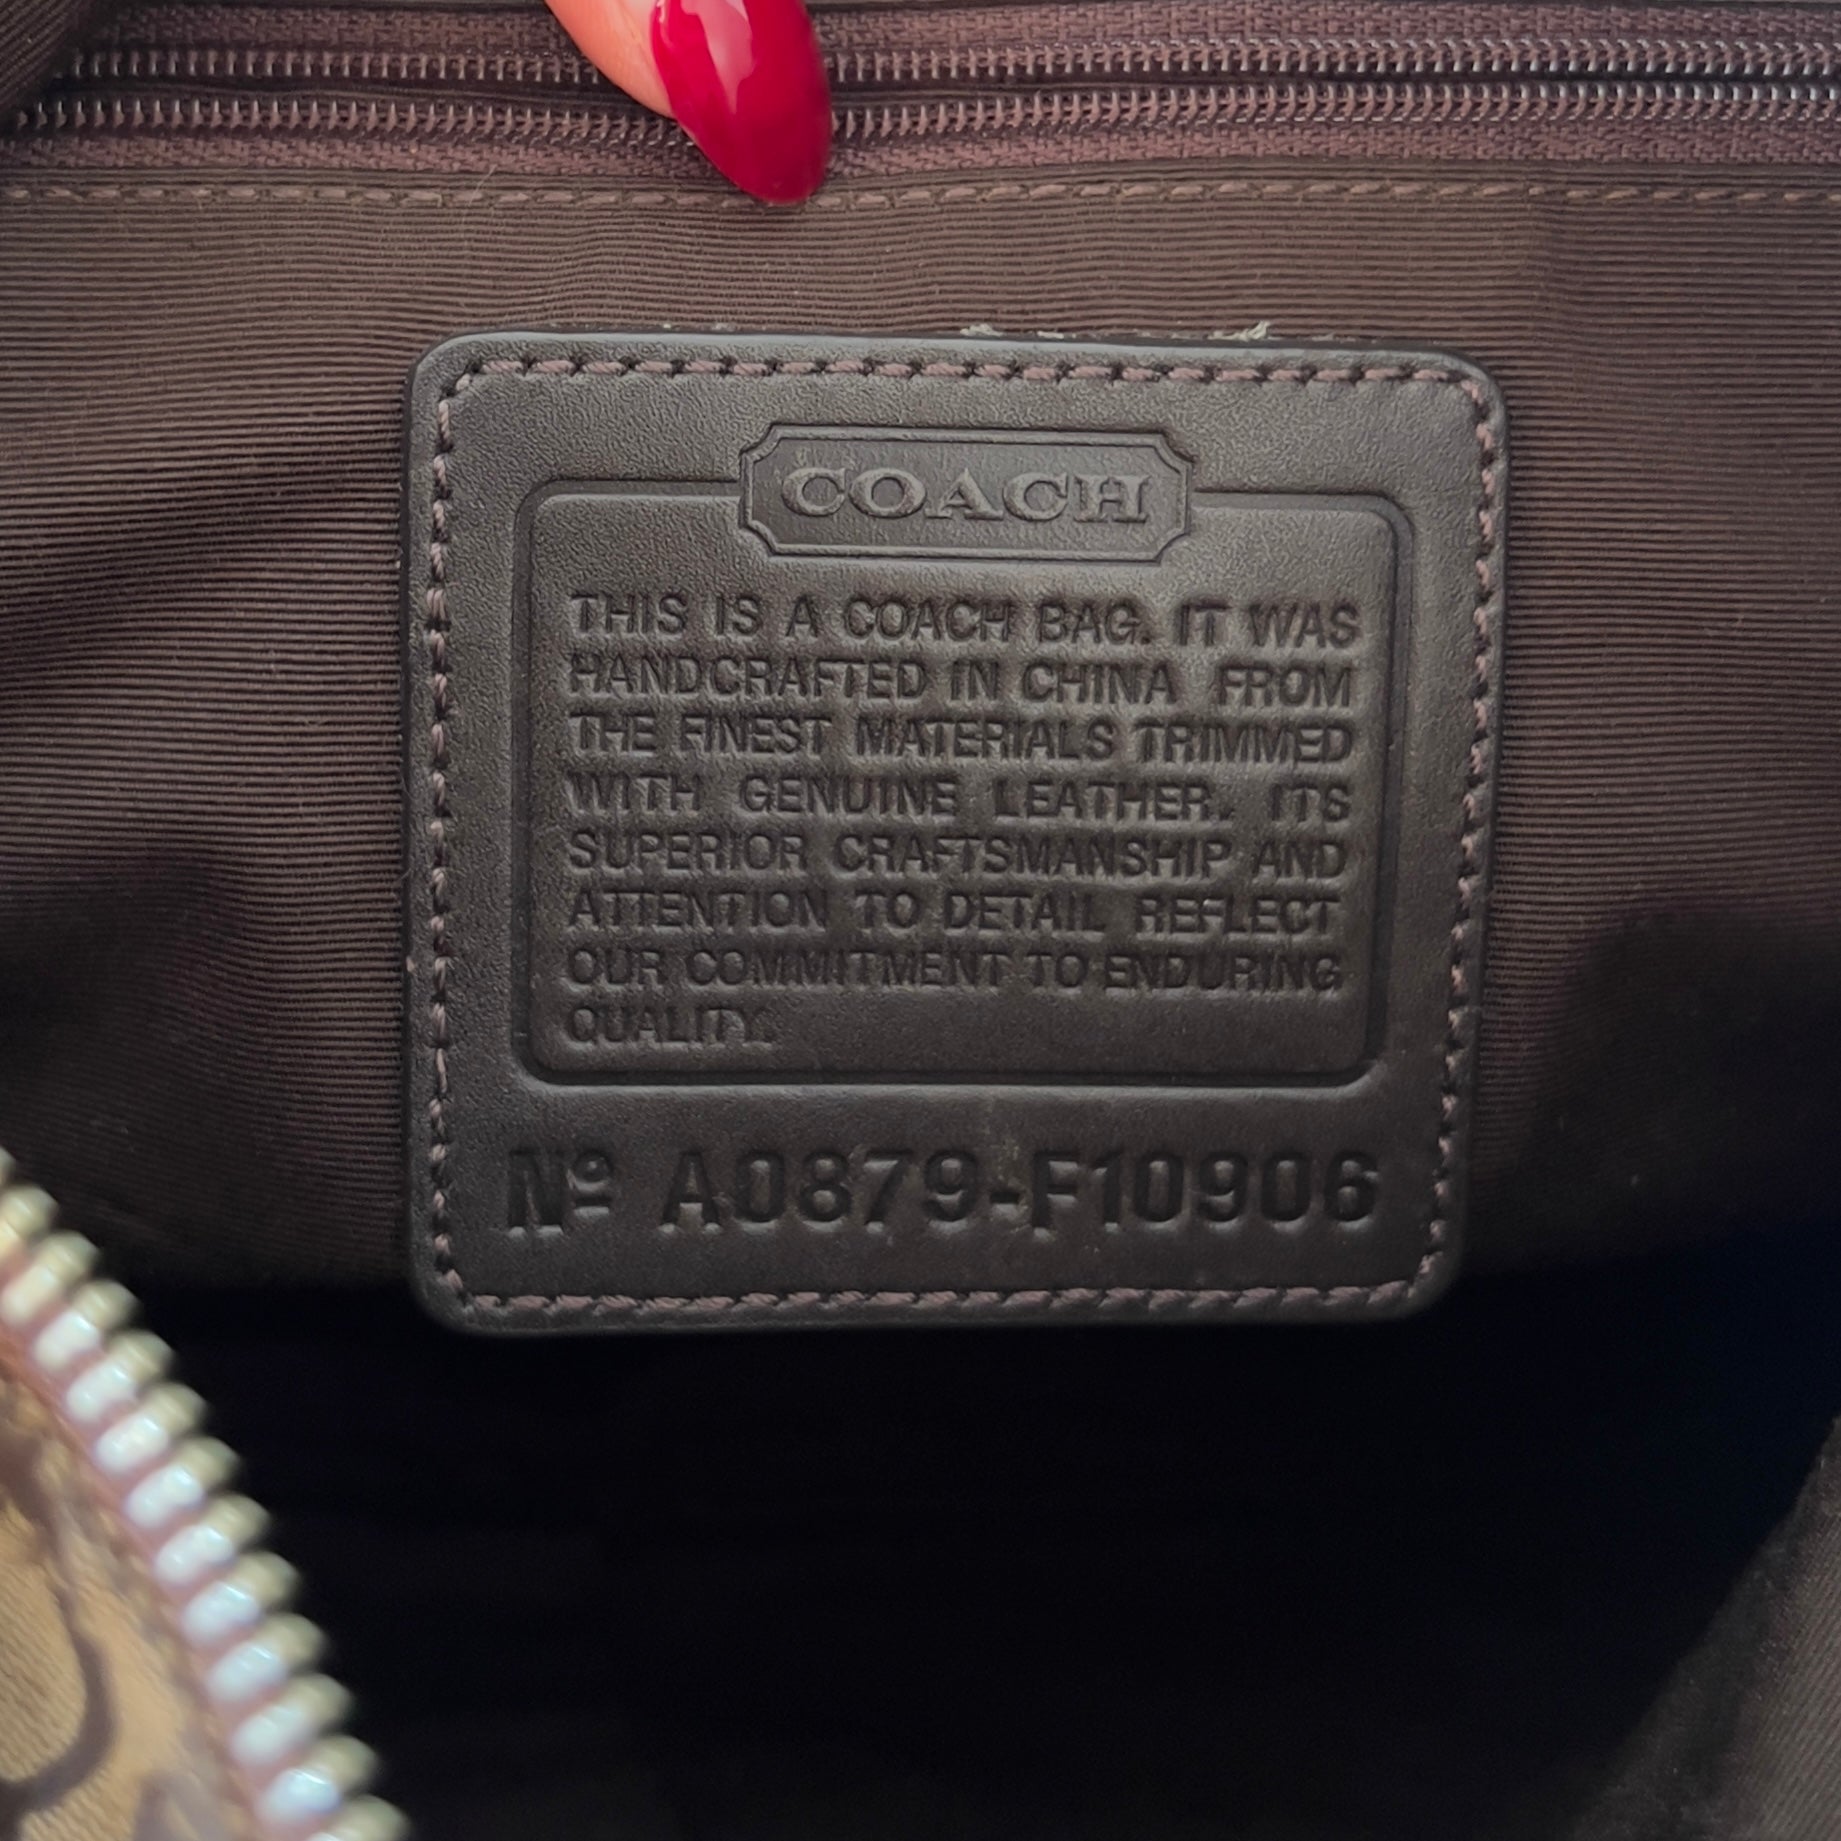 COACH
THIS IS A COACH BAG. IT WAS
HANDCRAFTED IN CHINA FROM
THE FINEST MATERIALS TRIMMED
WITH GENUINE LEATHER. ITS
SUPERIOR CRAFTSMANSHIP AND
ATTENTION TO DETAIL REFLECT
OUR COMMITMENT TO ENDURING
QUALITY.
Nº A0879-F10906